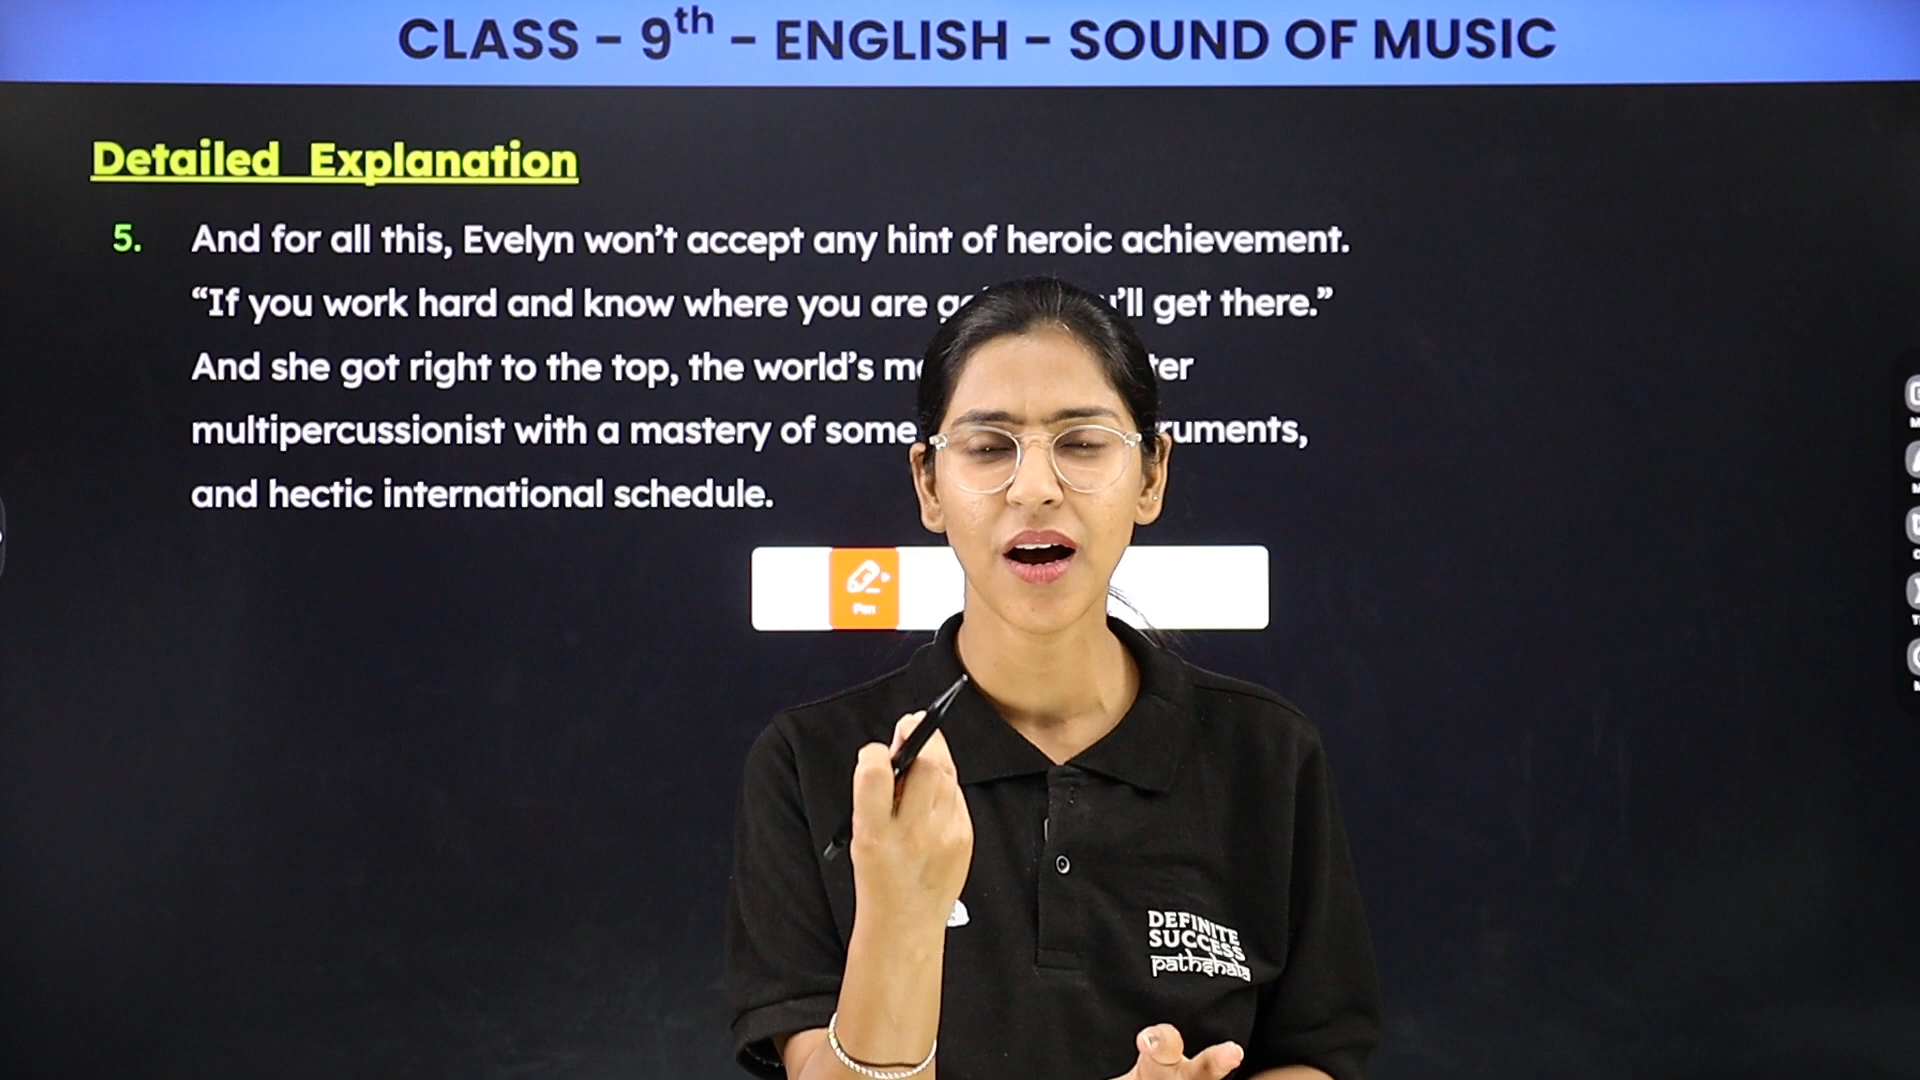 CLASS - 9th - ENGLISH - SOUND OF MUSIC
Detailed Explanation
5. And for all this, Evelyn won't accept any hint of heroic achievement.
“If you work hard and know where you are get there.”
And she got right to the top, the world's
multipercussionist with a mastery of some
and hectic international schedule.
Pen
DEFINITE
SUCCESS
pathshala